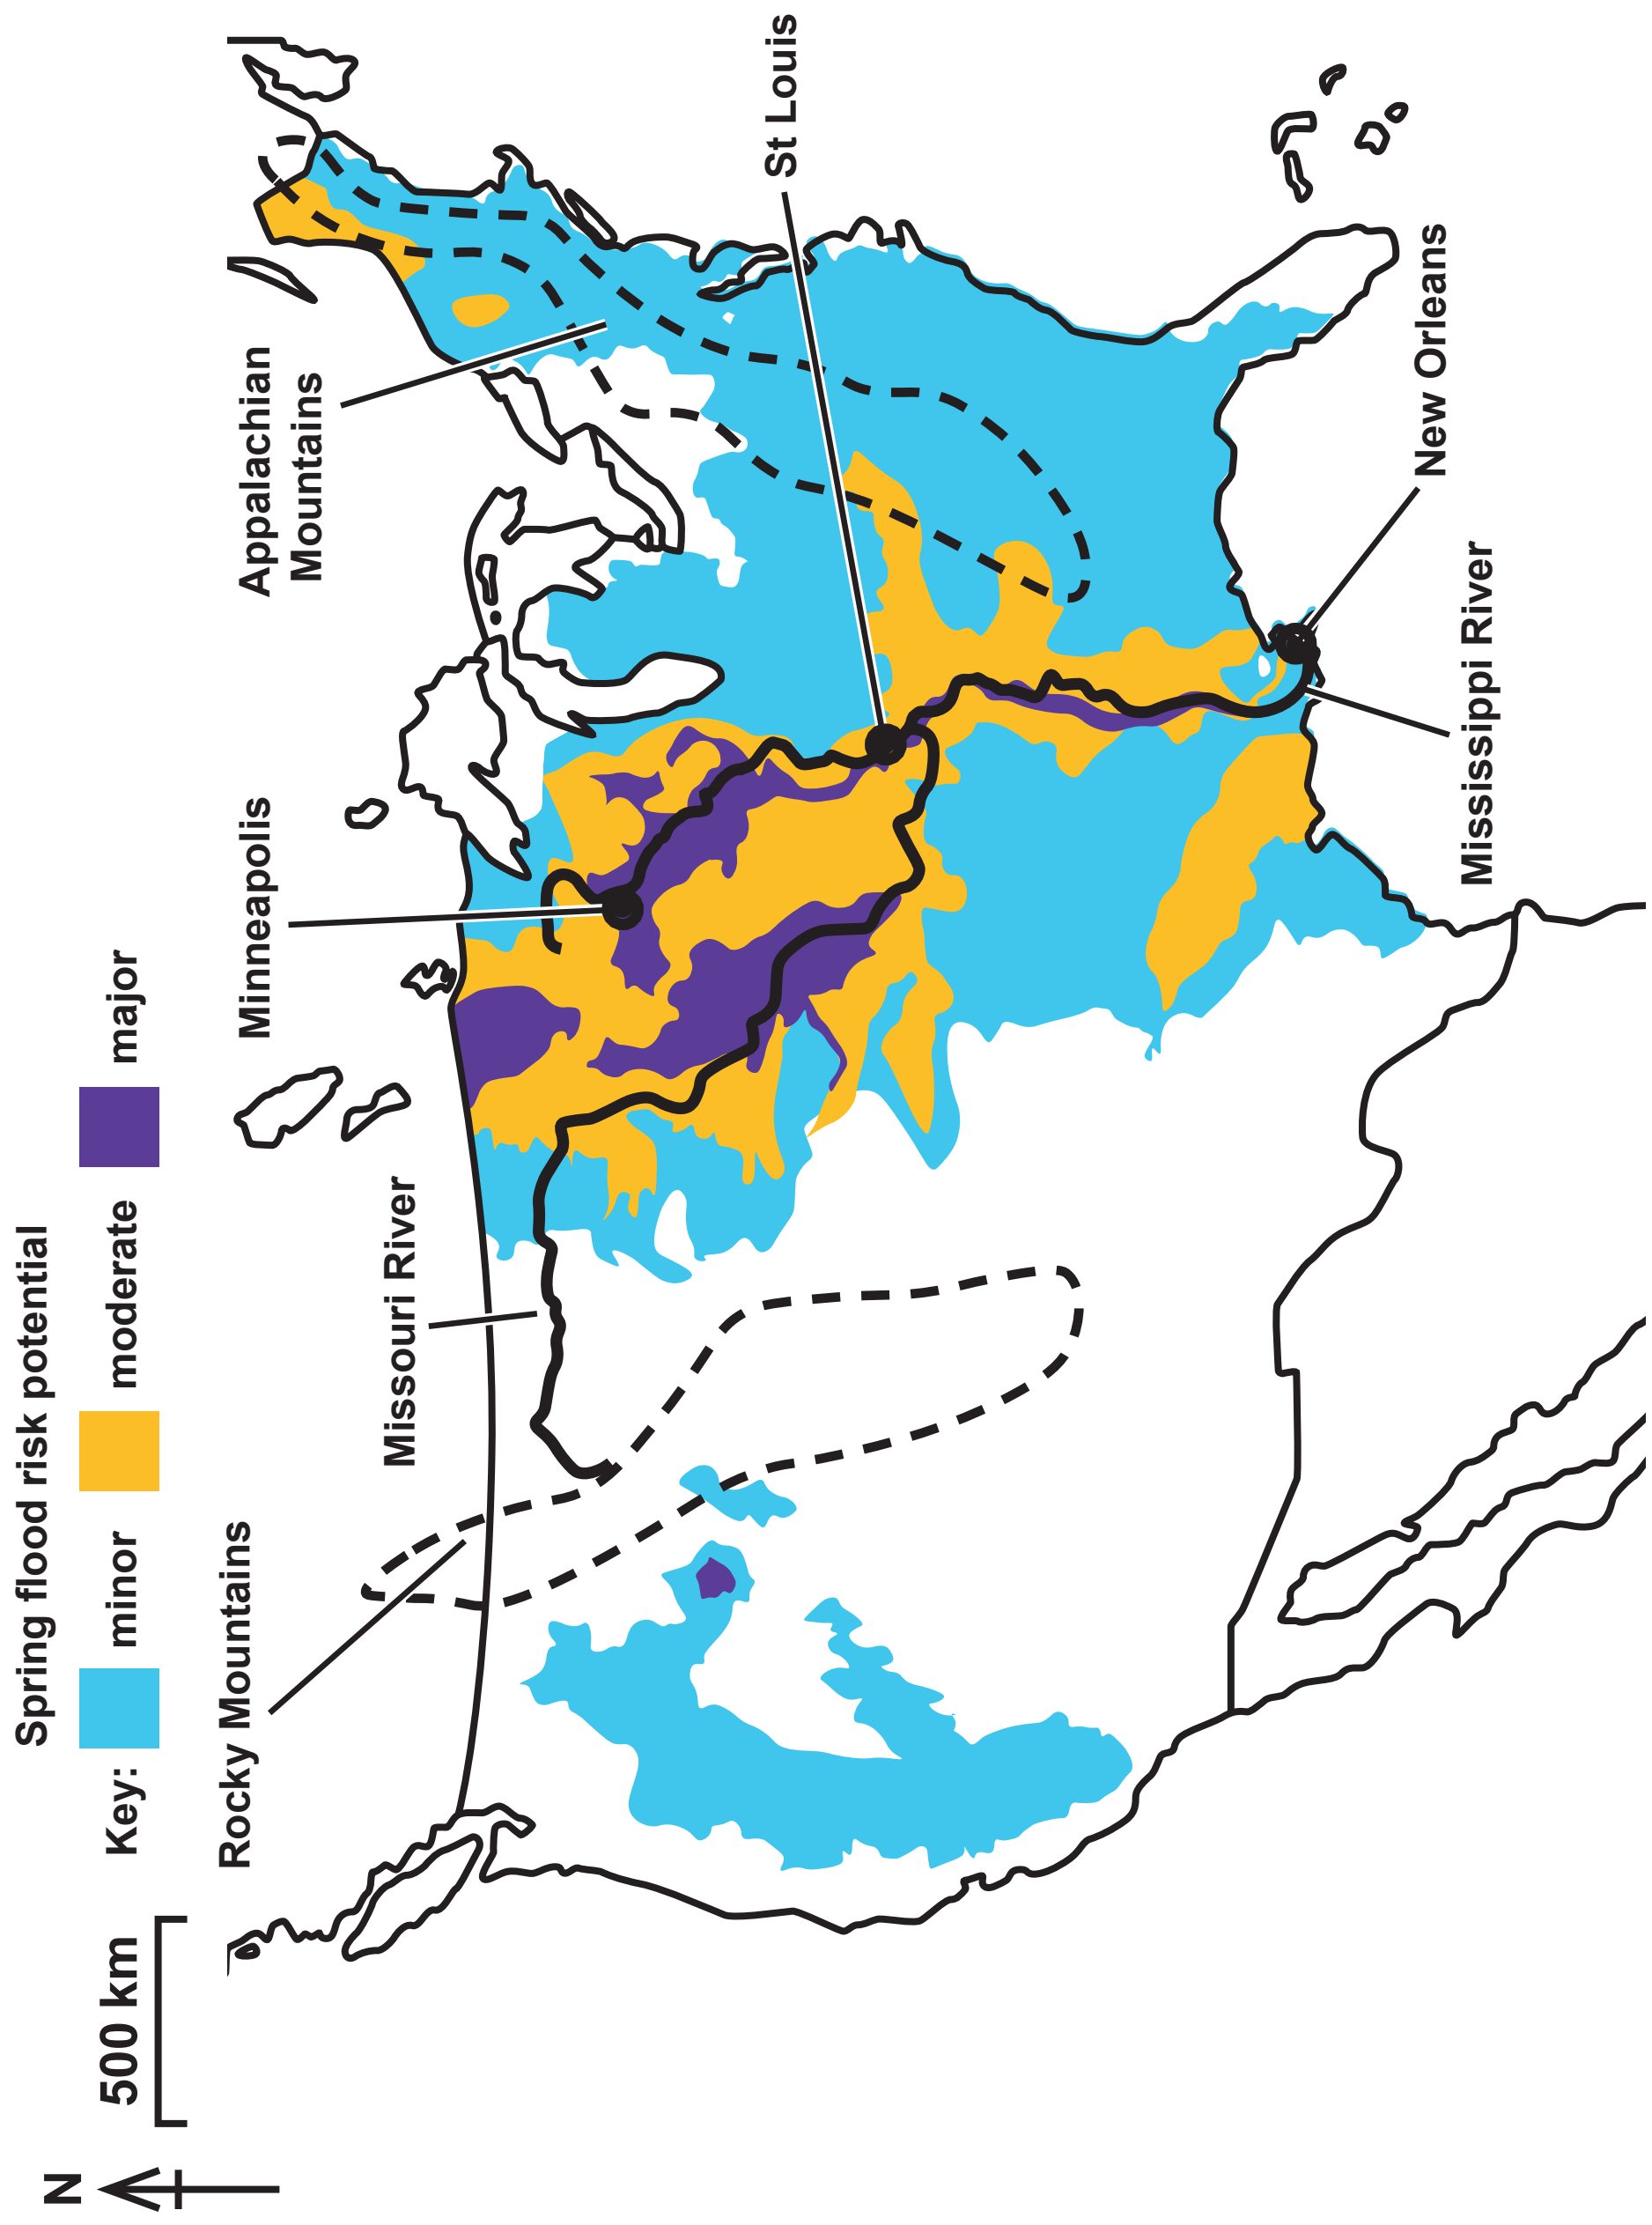 Spring flood risk potential
Key: minor moderate major
N
500 km
Rocky Mountains
Missouri River
Minneapolis
Appalachian
Mountains
St Louis
New Orleans
Mississippi River